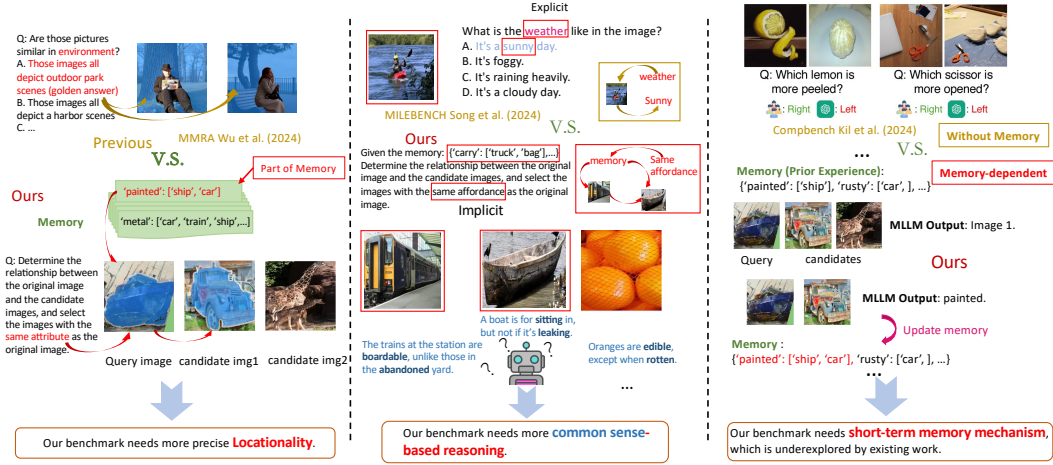 Q: Are those pictures
similar in environment?
A. Those images all
depict outdoor park
scenes (golden answer)
B. Those images all
depict a harbor scenes
C. ...
Previous
MMRA Wu et al. (2024)
V.S.
Part of Memory
Ours
'painted': ['ship', 'car']
Memory
'metal': ['car', 'train', 'ship',...]
Q: Determine the
relationship between
the original image
and the candidate
images, and select
the images with the
same attribute as the
original image.
Query image
candidate img1
candidate img2
Our benchmark needs more precise Locationality.
Explicit
What is the weather like in the image?
A. It's a sunny day.
B. It's foggy.
C. It's raining heavily.
D. It's a cloudy day.
weather
Sunny
MILEBENCH Song et al. (2024)
V.S.
Ours
Given the memory: {'carry': ['truck', 'bag'],...}
Determine the relationship between the original
image and the candidate images, and select the
images with the same affordance as the original
image.
memory
Same
affordance
Implicit
A boat is for sitting in,
but not if it's leaking.
The trains at the station are
boardable, unlike those in
the abandoned yard.
? ? ?
Oranges are edible,
except when rotten.
...
Our benchmark needs more common sense-
based reasoning.
Q: Which lemon is
more peeled?
: Right : Left
Q: Which scissor is
more opened?
: Right : Left
Compbench Kil et al. (2024)
...
V.S.
Without Memory
Memory-dependent
Memory (Prior Experience):
{'painted': ['ship'], 'rusty': ['car', ], ...}
MLLM Output: Image 1.
Query
candidates
Ours
MLLM Output: painted.
Update memory
Memory :
{'painted': ['ship', 'car'], 'rusty': ['car', ], ...}
...
Our benchmark needs short-term memory mechanism,
which is underexplored by existing work.